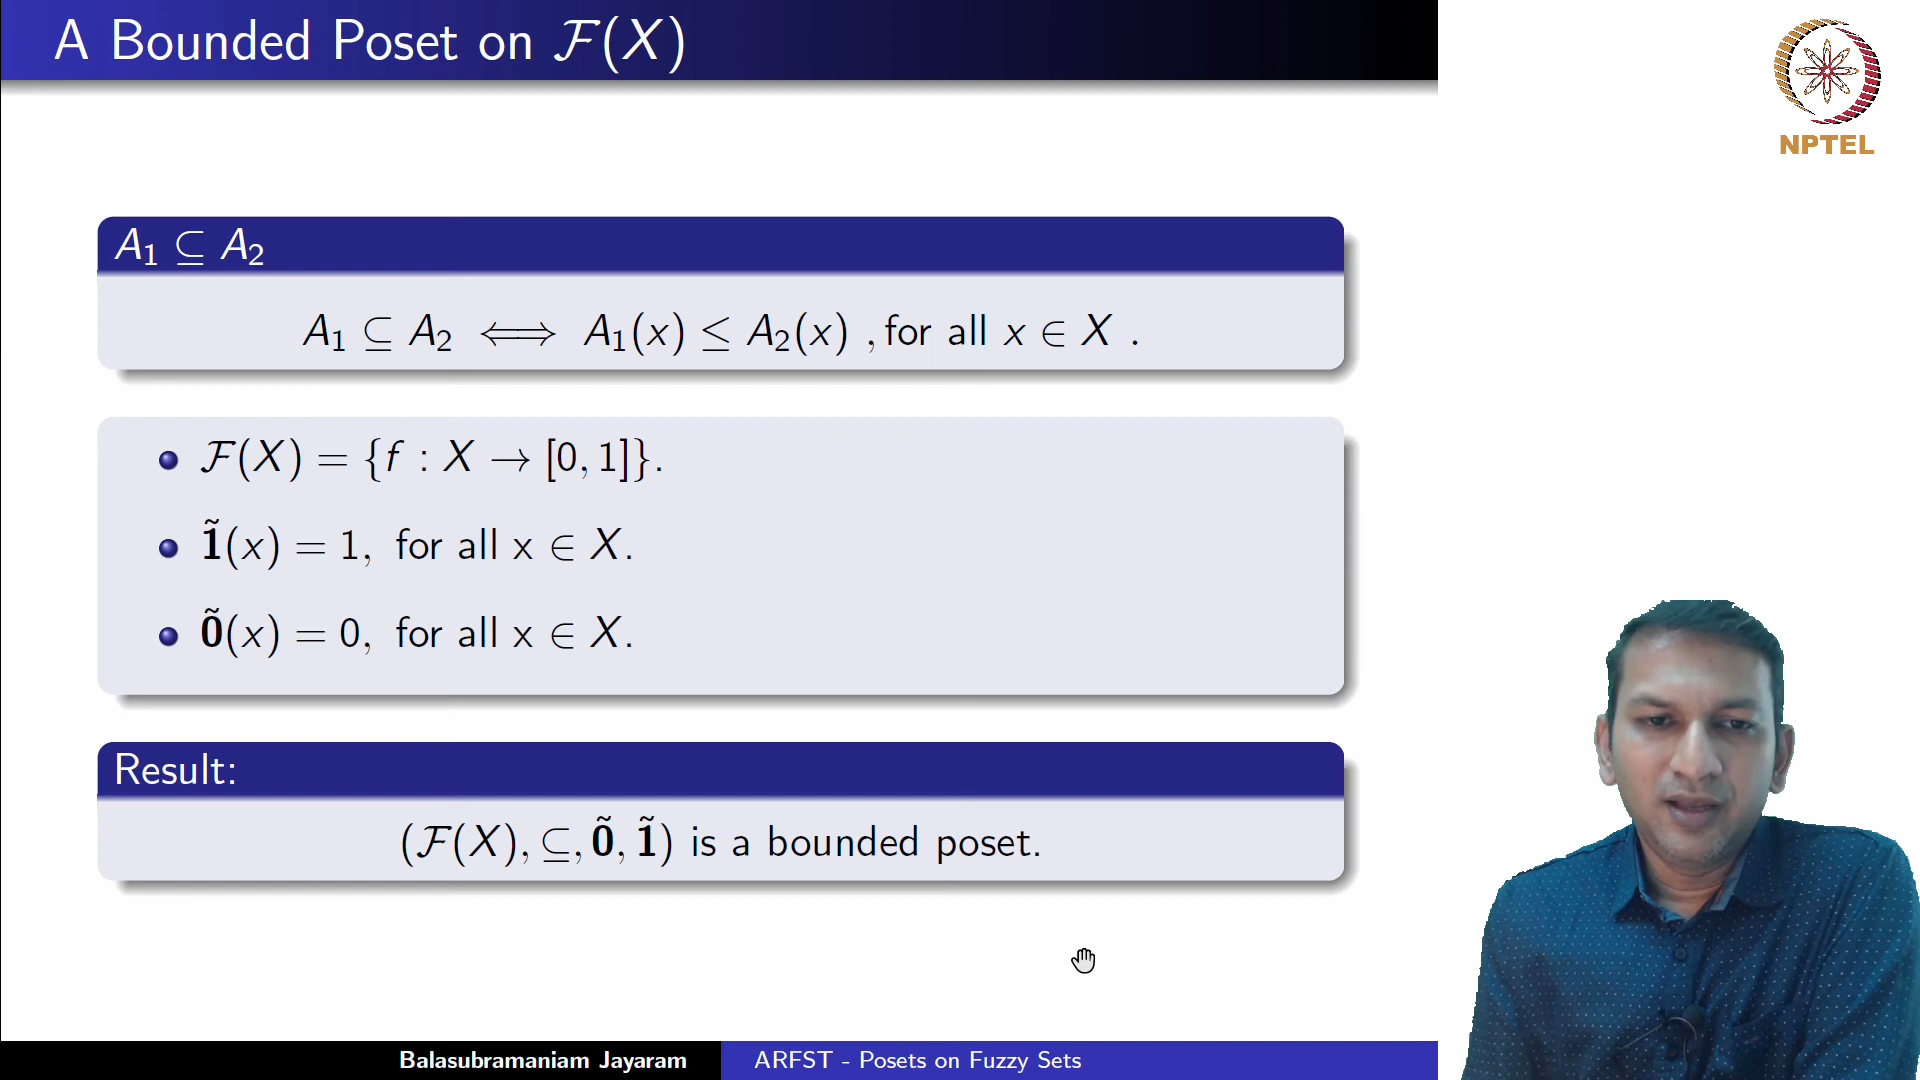 A Bounded Poset on ℱ(X)
NPTEL
A₁ ⊆ A₂
A₁ ⊆ A₂ ⟺ A₁(x) ≤ A₂(x) , for all x ∈ X .
ℱ(X) = {f : X → [0, 1]}.
1̃(x) = 1, for all x ∈ X.
0̃(x) = 0, for all x ∈ X.
Result:
(ℱ(X), ⊆, 0̃, 1̃) is a bounded poset.
Balasubramaniam Jayaram
ARFST - Posets on Fuzzy Sets